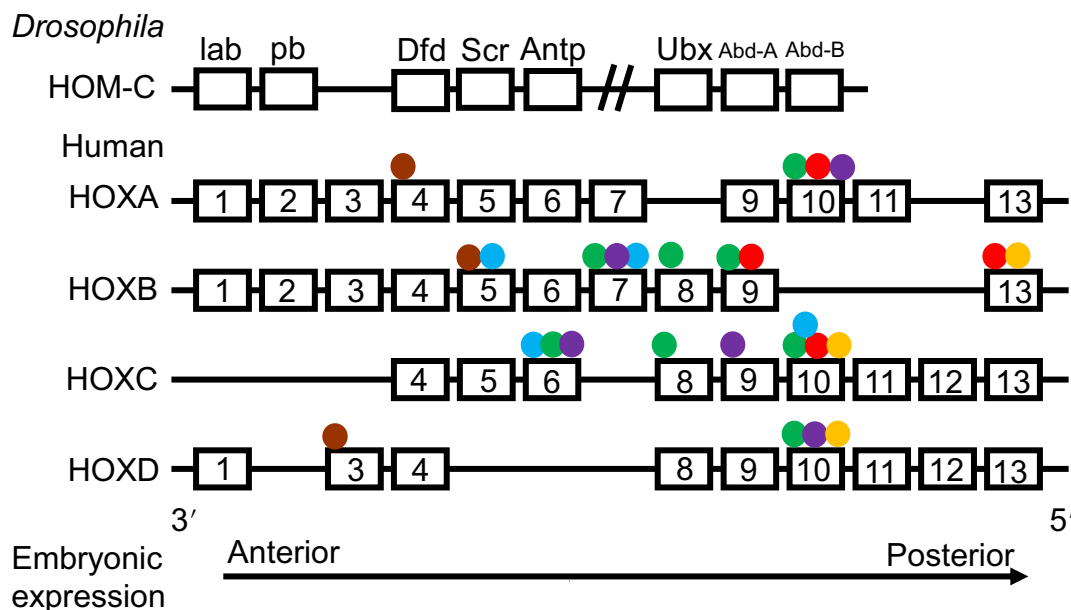 Drosophila
lab pb Dfd Scr Antp Ubx Abd-A Abd-B
HOM-C
Human
HOXA 1 2 3 4 5 6 7 9 10 11 13
HOXB 1 2 3 4 5 6 7 8 9 13
HOXC 4 5 6 8 9 10 11 12 13
HOXD 1 3 4 8 9 10 11 12 13
3′ 5′
Embryonic Anterior Posterior
expression